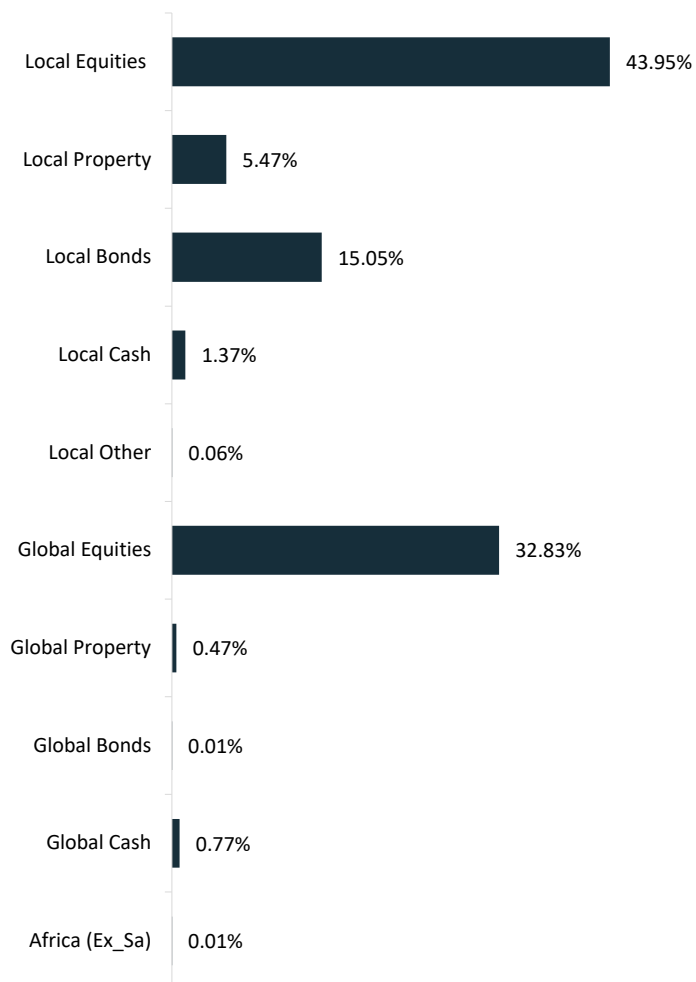 Local Equities 43.95%
Local Property 5.47%
Local Bonds 15.05%
Local Cash 1.37%
Local Other 0.06%
Global Equities 32.83%
Global Property 0.47%
Global Bonds 0.01%
Global Cash 0.77%
Africa (Ex_Sa) 0.01%